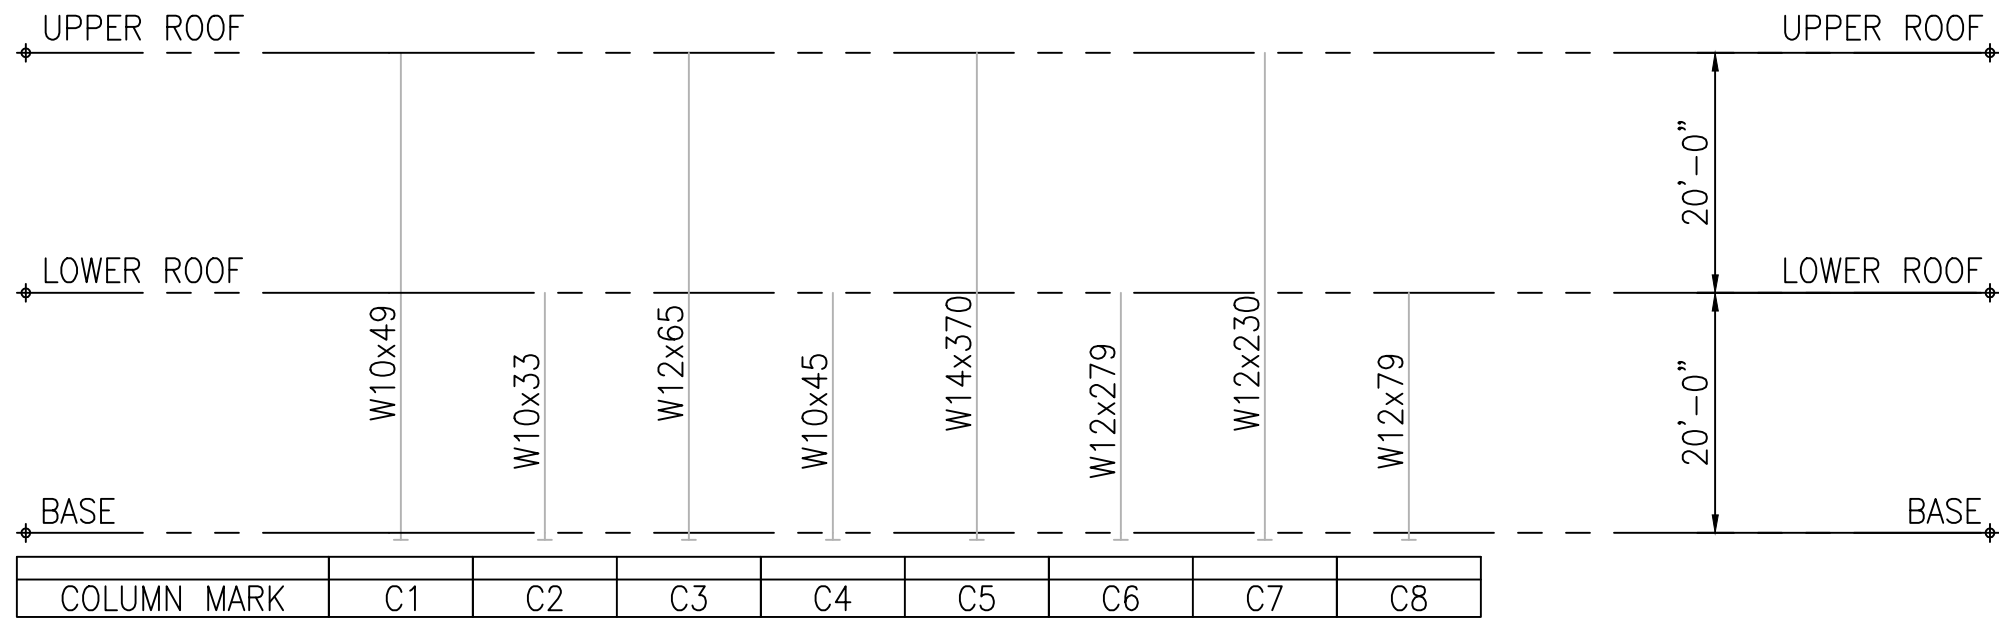 UPPER ROOF
UPPER ROOF
20'-0"
LOWER ROOF
LOWER ROOF
W10x49
W10x33
W12x65
W10x45
W14x370
W12x279
W12x230
W12x79
20'-0"
BASE
BASE
COLUMN MARK C1 C2 C3 C4 C5 C6 C7 C8